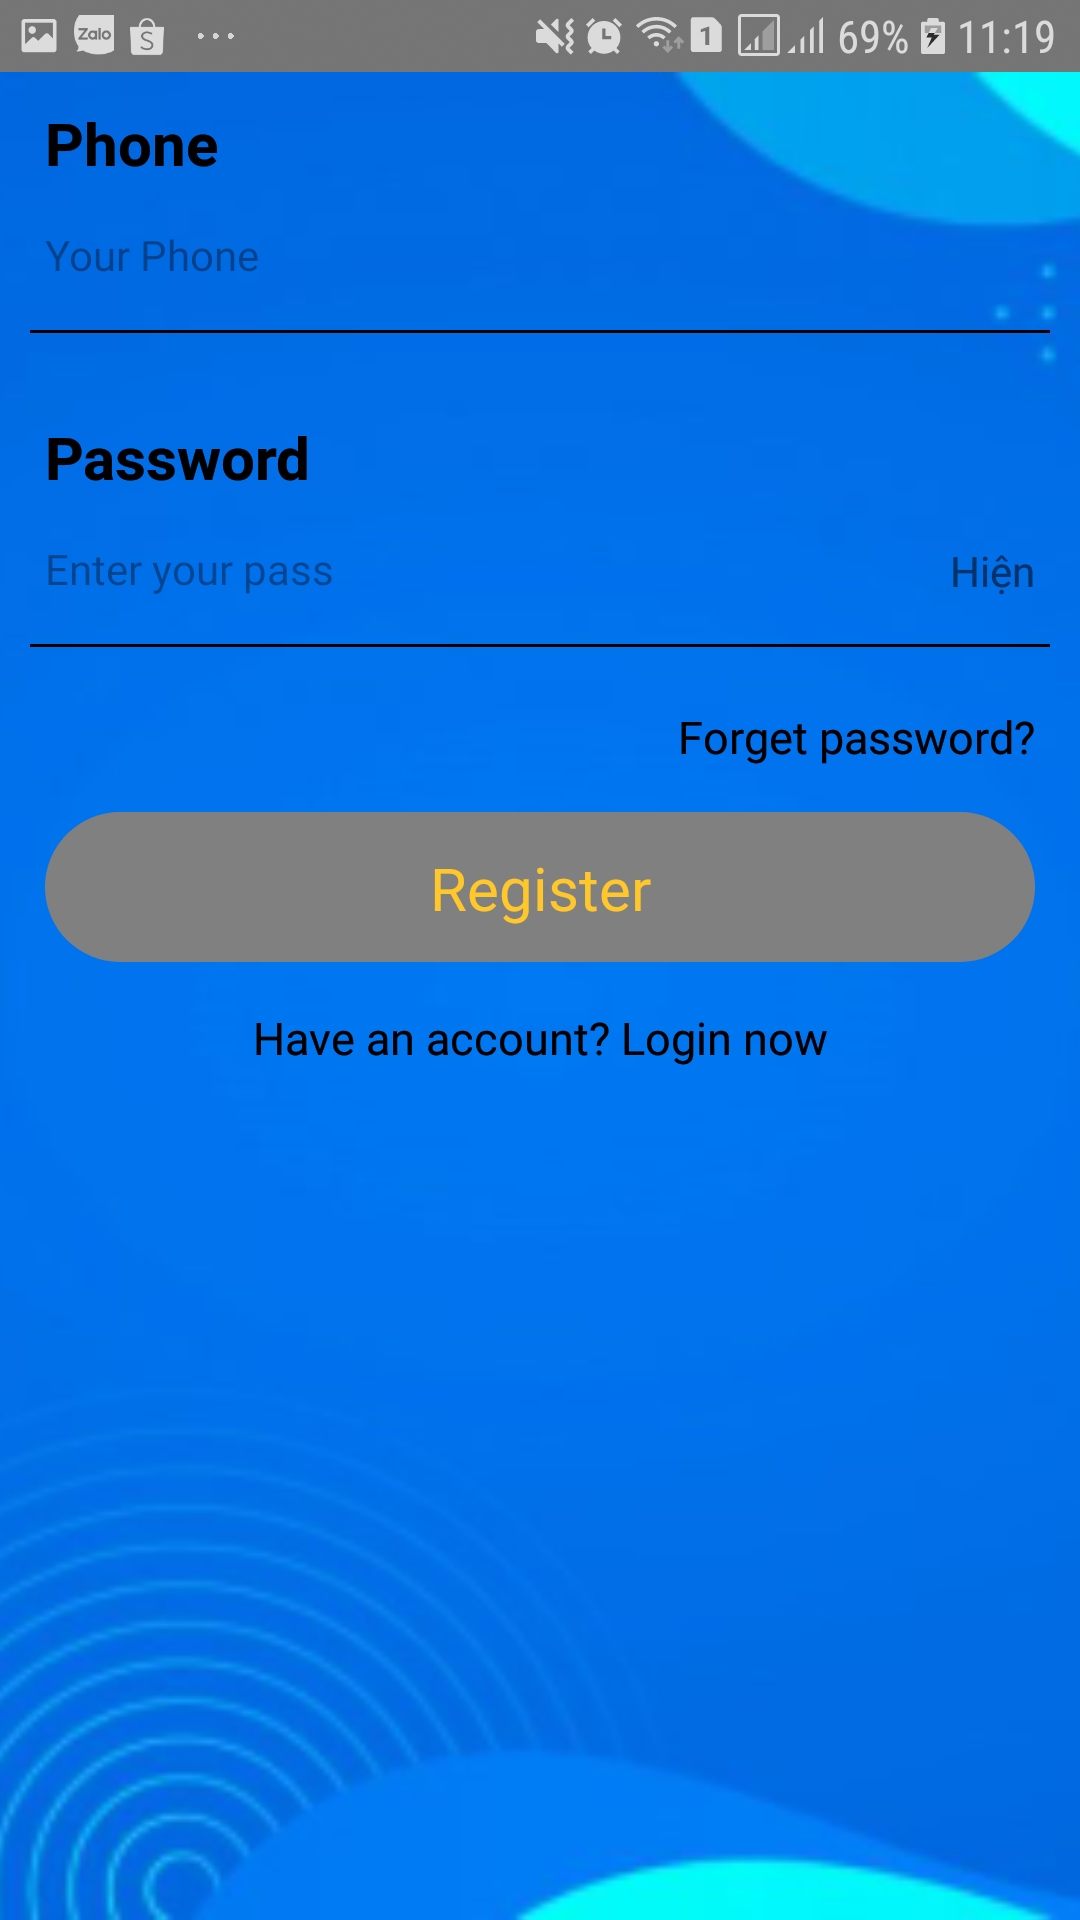 Zalo S ... 1 69% 11:19
Phone
Your Phone
Password
Enter your pass Hiện
Forget password?
Register
Have an account? Login now